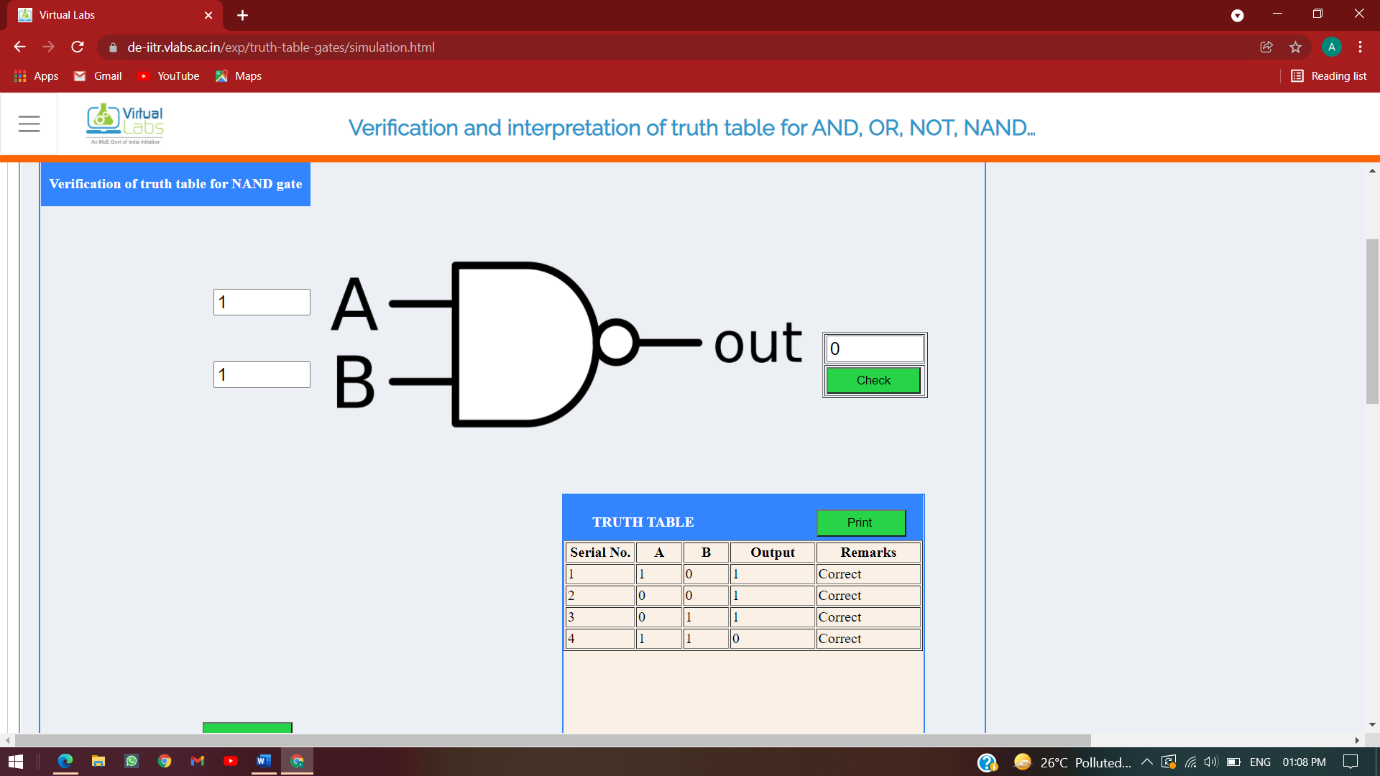 Virtual Labs
de-iitr.vlabs.ac.in/exp/truth-table-gates/simulation.html
A
Apps Gmail YouTube Maps
Reading list
Virtual
Labs
An MoE Govt of India Initiative
Verification and interpretation of truth table for AND, OR, NOT, NAND...
Verification of truth table for NAND gate
1 A
out 0
1 B
Check
TRUTH TABLE Print
Serial No. A B Output Remarks
1 1 0 1 Correct
2 0 0 1 Correct
3 0 1 1 Correct
4 1 1 0 Correct
26°C Polluted... ENG 01:08 PM